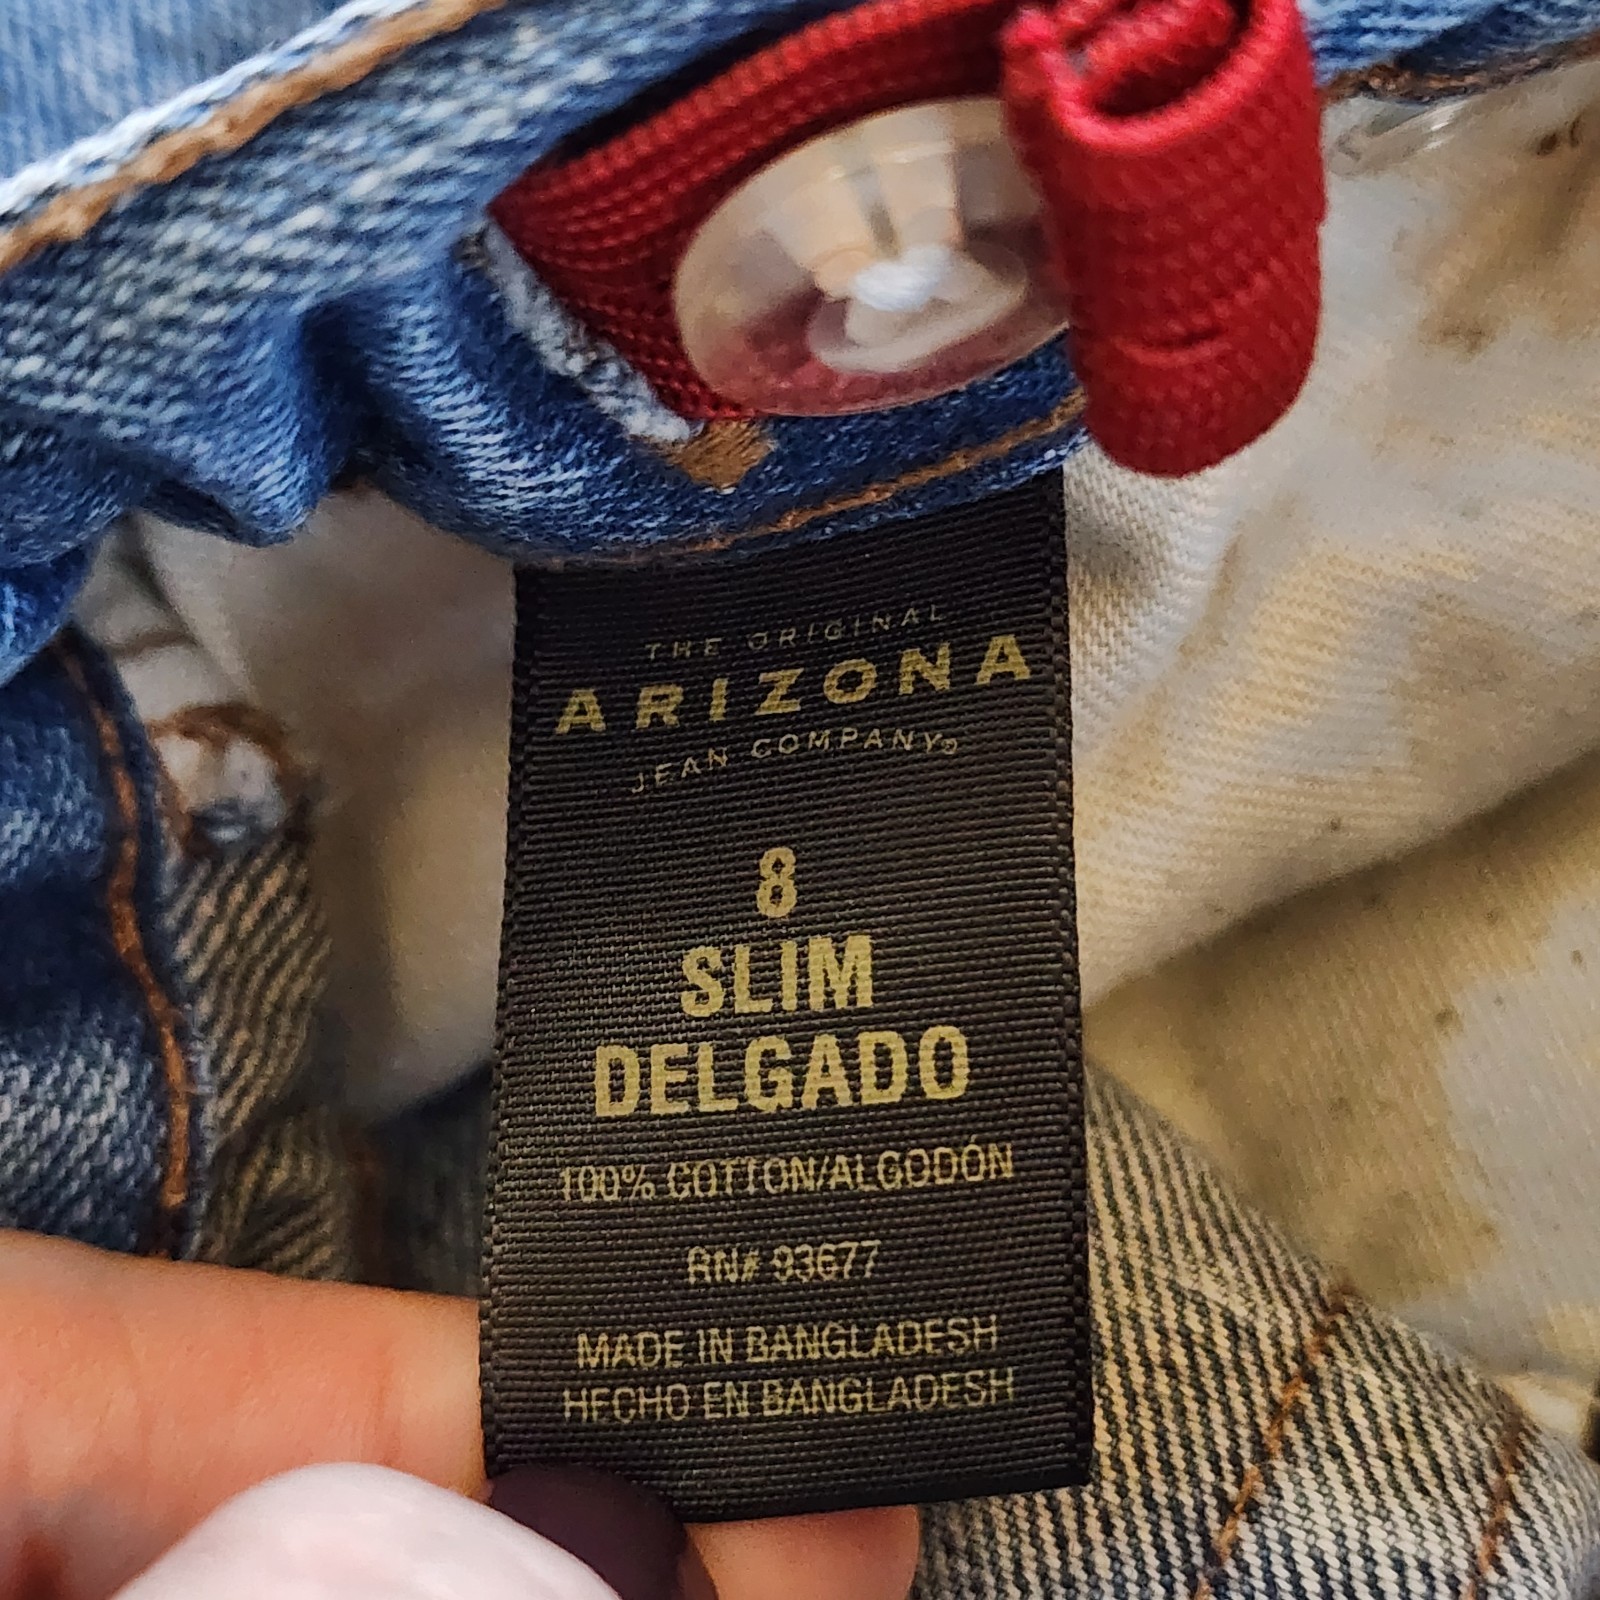 THE ORIGINAL
ARIZONA
JEAN COMPANY®
8
SLIM
DELGADO
100% COTTON/ALGODÓN
RN# 93677
MADE IN BANGLADESH
HECHO EN BANGLADESH